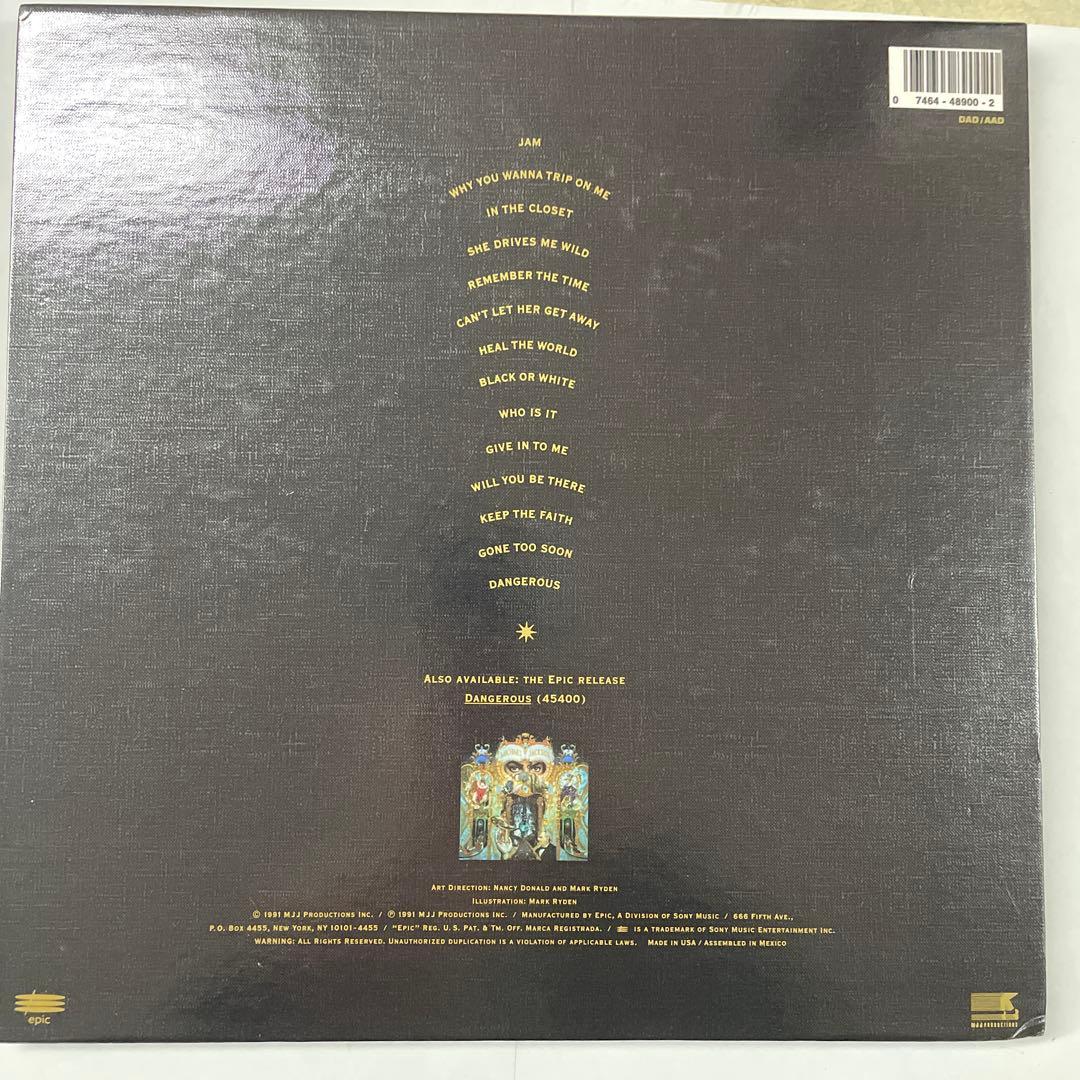 0 7464 - 48900 - 2
DAD / AAD
JAM
WHY YOU WANNA TRIP ON ME
IN THE CLOSET
SHE DRIVES ME WILD
REMEMBER THE TIME
CAN'T LET HER GET AWAY
HEAL THE WORLD
BLACK OR WHITE
WHO IS IT
GIVE IN TO ME
WILL YOU BE THERE
KEEP THE FAITH
GONE TOO SOON
DANGEROUS
ALSO AVAILABLE: THE EPIC RELEASE
DANGEROUS (45400)
MICHAEL JACKSON
ART DIRECTION: NANCY DONALD AND MARK RYDEN
ILLUSTRATION: MARK RYDEN
© 1991 MJJ PRODUCTIONS INC. / ℗ 1991 MJJ PRODUCTIONS INC. / MANUFACTURED BY EPIC, A DIVISION OF SONY MUSIC / 666 FIFTH AVE.,
P.O. BOX 4455, NEW YORK, NY 10101-4455 / "EPIC" REG. U.S. PAT. & TM. OFF. MARCA REGISTRADA. / IS A TRADEMARK OF SONY MUSIC ENTERTAINMENT INC.
WARNING: ALL RIGHTS RESERVED. UNAUTHORIZED DUPLICATION IS A VIOLATION OF APPLICABLE LAWS. MADE IN USA / ASSEMBLED IN MEXICO
epic
MJJ PRODUCTIONS